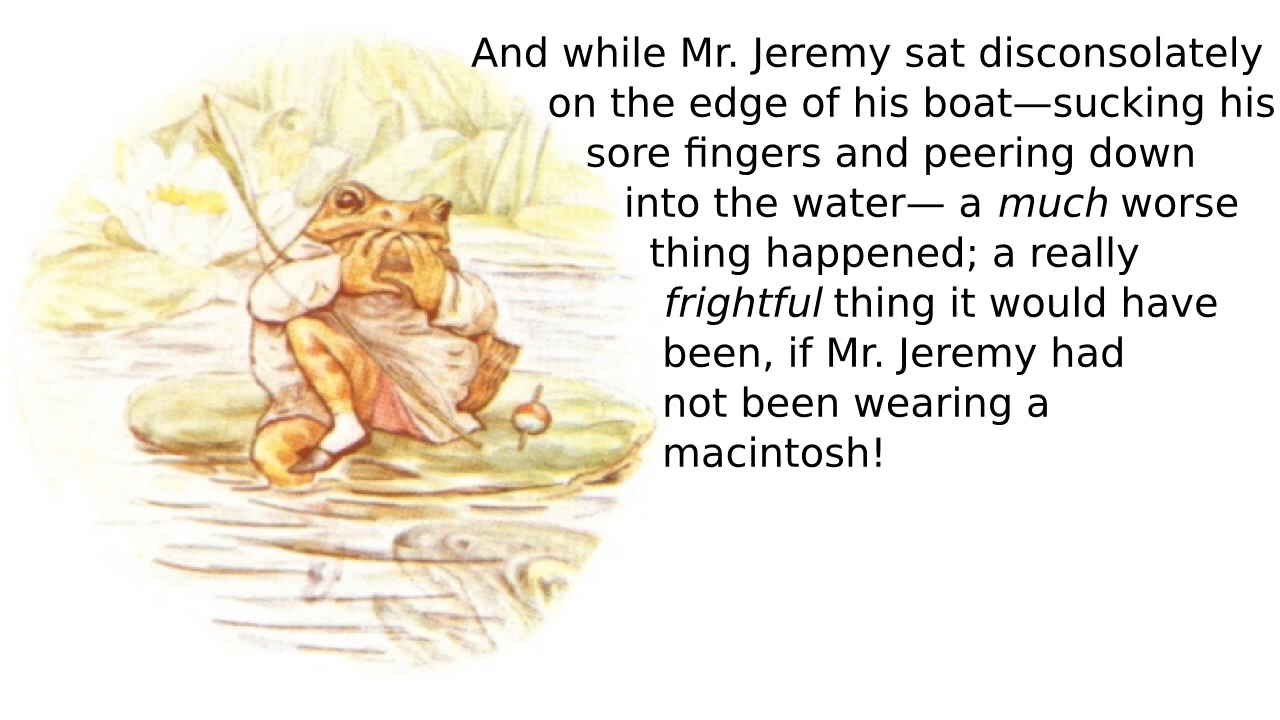 And while Mr. Jeremy sat disconsolately
on the edge of his boat—sucking his
sore fingers and peering down
into the water— a much worse
thing happened; a really
frightful thing it would have
been, if Mr. Jeremy had
not been wearing a
macintosh!